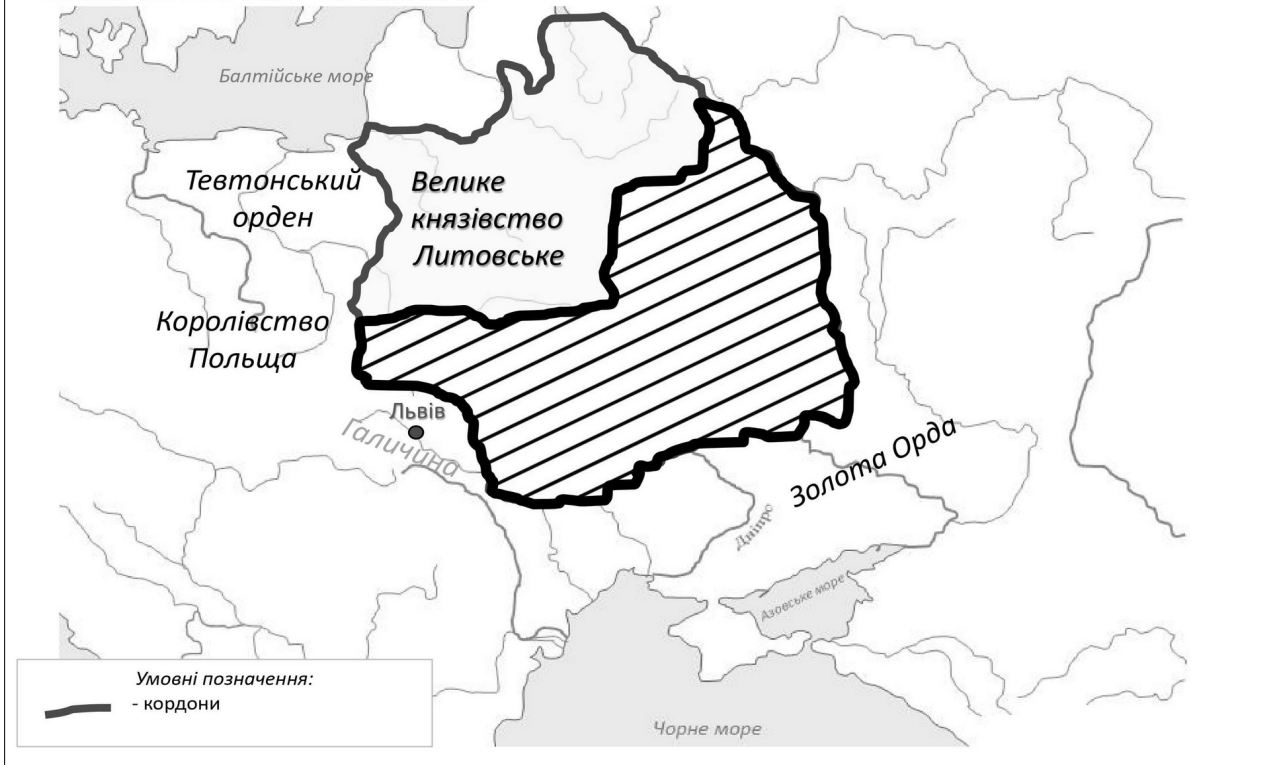 Балтійське море
Тевтонський
орден
Велике
князівство
Литовське
Королівство
Польща
Львів
Галичина
Золота Орда
Дніпро
Азовське море
Чорне море
Умовні позначення:
- кордони